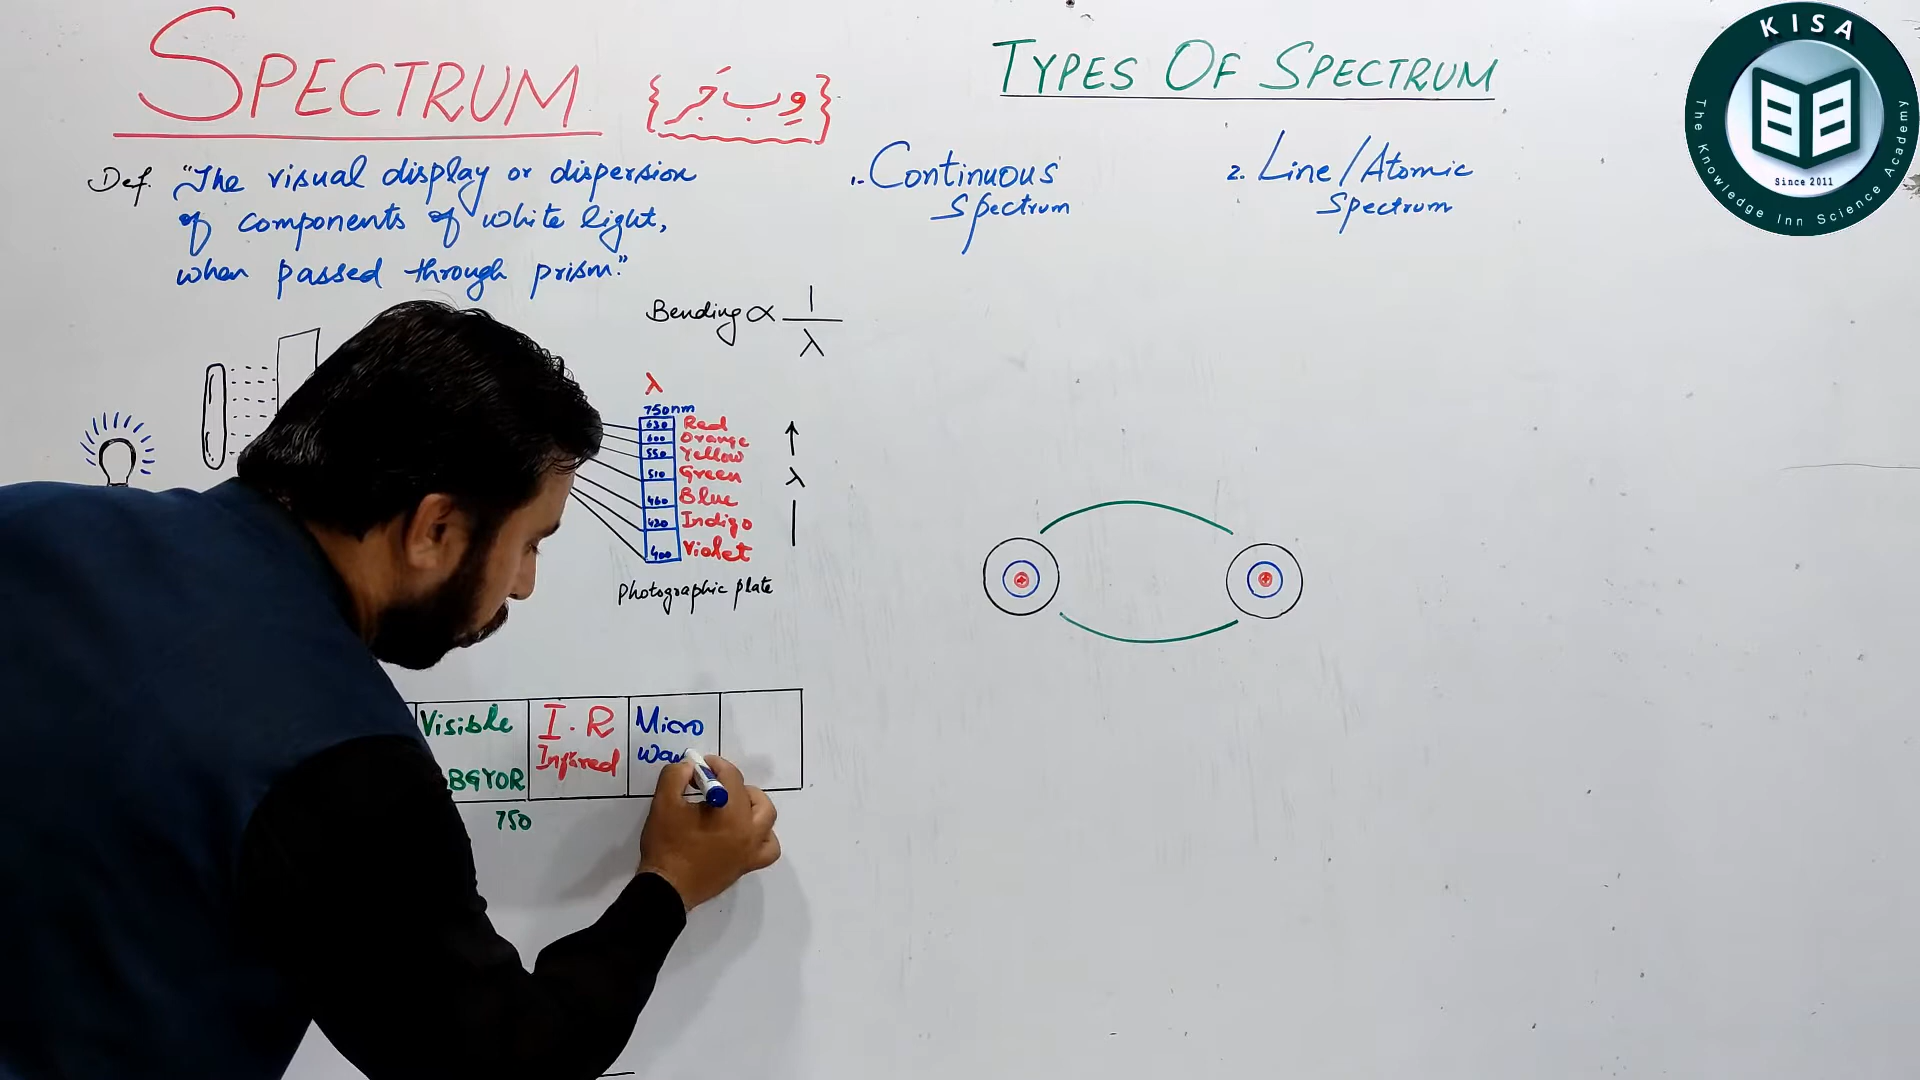 SPECTRUM
{وِ ب جَ ر}
Def. "The visual display or dispersion
of components of white light,
when passed through prism."
Bending ∝ 1
λ
λ
750nm
630 Red
600 Orange
550 Yellow
510 Green
460 Blue
420 Indigo
400 Violet
↑
λ
Photographic plate
Visible
BGYOR
750
I.R
Infared
Micro
Wav
TYPES OF SPECTRUM
1. Continuous
Spectrum
2. Line/Atomic
Spectrum
+
+
KISA
The Knowledge Inn Science Academy
Since 2011